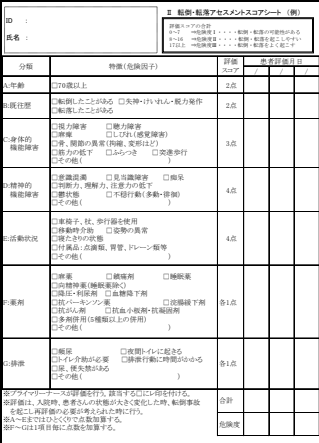 ID :
氏名 :
Ⅱ 転倒・転落アセスメントスコアシート (例)
評価スコアの合計
0~7 ⇒危険度Ⅰ・・・・転倒・転落の可能性がある
8~16 ⇒危険度Ⅱ・・・・転倒・転落を起こしやすい
17以上 ⇒危険度Ⅲ・・・・転倒・転落をよく起こす
分類 特徴(危険因子) 評価スコア 患者評価月日
/ / /
A:年齢 □70歳以上 2点
B:既往歴 □転倒したことがある □失神・けいれん・脱力発作 2点
□転落したことがある
C:身体的機能障害 □視力障害 □聴力障害 3点
□麻痺 □しびれ(感覚障害)
□骨、関節の異常(拘縮、変形など)
□筋力の低下 □ふらつき □突進歩行
□その他( )
D:精神的機能障害 □意識混濁 □見当識障害 □痴呆 4点
□判断力、理解力、注意力の低下
□鬱状態 □不穏行動(多動・徘徊)
□その他( )
E:活動状況 □車椅子、杖、歩行器を使用 4点
□移動時介助 □姿勢の異常
□寝たきりの状態
□付属品:点滴類、胃管、ドレーン類等
□その他( )
F:薬剤 □麻薬 □鎮痛剤 □睡眠薬 各1点
□向精神薬(睡眠薬除く)
□降圧・利尿剤 □血糖降下剤
□抗パーキンソン薬 □浣腸緩下剤
□抗がん剤 □抗血小板剤・抗凝固剤
□多剤併用(5種類以上の併用)
□その他( )
G:排泄 □頻尿 □夜間トイレに起きる 各1点
□トイレ介助が必要 □排泄行動に時間がかかる
□尿、便失禁がある
□その他( )
※プライマリーナースが評価を行う。該当する□にレ印を付ける。
※評価は、入院時、患者さんの状態が大きく変化した時、転倒事故
を起こし再評価の必要が考えられた時に行う。
※A~Eまではひとくくりで点数加算する。
※F~Gは1項目毎に点数を加算する。
合計
危険度